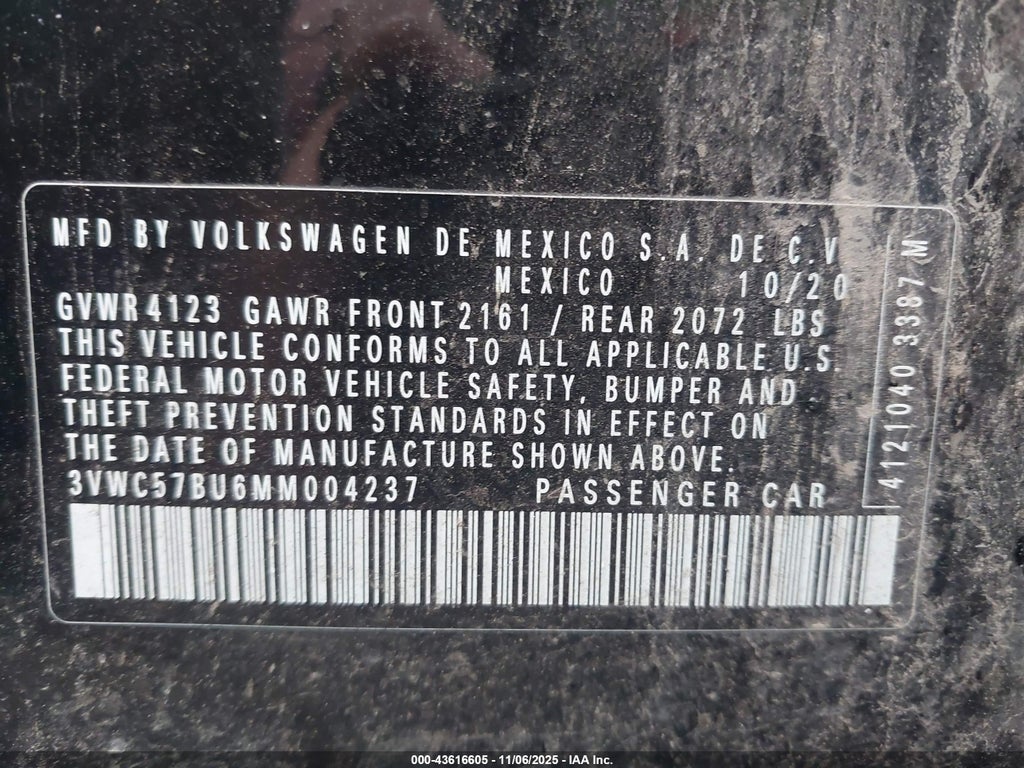 MFD BY VOLKSWAGEN DE MEXICO S.A. DE C.V
MEXICO 10/20
GVWR 4123 GAWR FRONT 2161 / REAR 2072 LBS
THIS VEHICLE CONFORMS TO ALL APPLICABLE U.S.
FEDERAL MOTOR VEHICLE SAFETY, BUMPER AND
THEFT PREVENTION STANDARDS IN EFFECT ON
THE DATE OF MANUFACTURE SHOWN ABOVE.
3VWC57BU6MM004237 PASSENGER CAR
4121040 3387 M
000-43616605 - 11/06/2025 - IAA Inc.